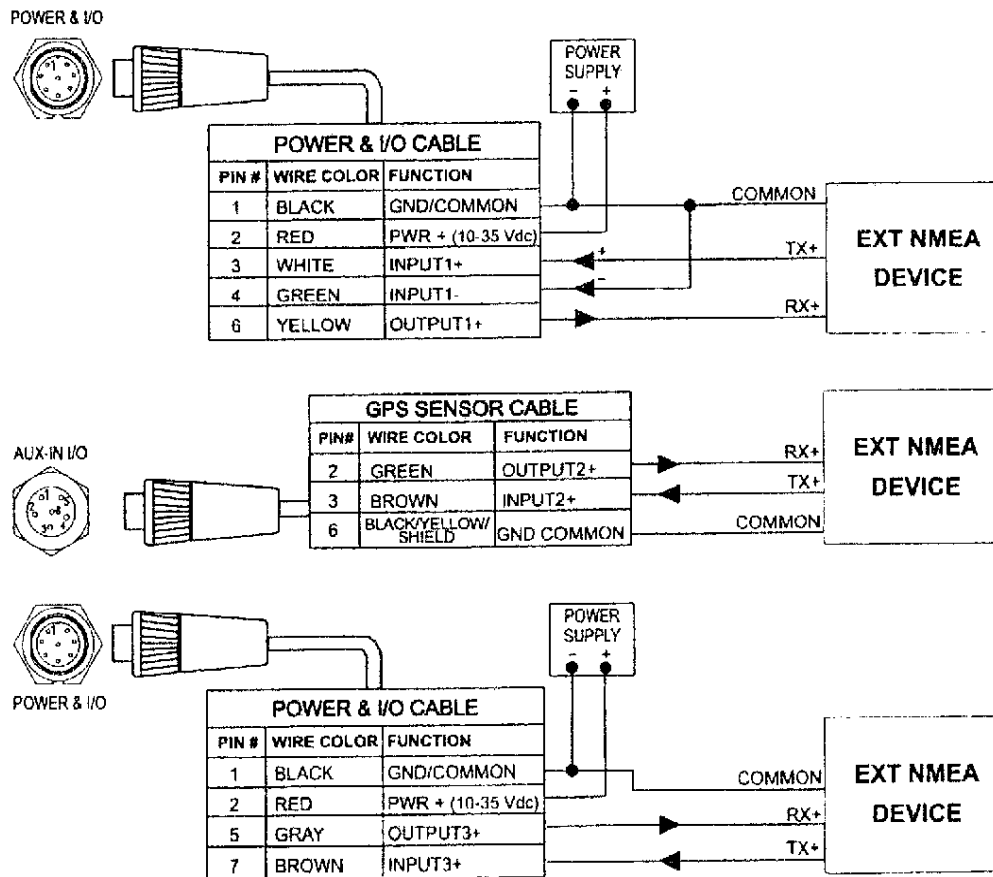 POWER & I/O
POWER SUPPLY
- +
POWER & I/O CABLE
PIN # WIRE COLOR FUNCTION
1 BLACK GND/COMMON
2 RED PWR + (10-35 Vdc)
3 WHITE INPUT1+
4 GREEN INPUT1-
6 YELLOW OUTPUT1+
+
-
COMMON
TX+
RX+
EXT NMEA
DEVICE
AUX-IN I/O
GPS SENSOR CABLE
PIN# WIRE COLOR FUNCTION
2 GREEN OUTPUT2+
3 BROWN INPUT2+
6 BLACK/YELLOW/ SHIELD GND COMMON
RX+
TX+
COMMON
EXT NMEA
DEVICE
POWER & I/O
POWER SUPPLY
- +
POWER & I/O CABLE
PIN # WIRE COLOR FUNCTION
1 BLACK GND/COMMON
2 RED PWR + (10-35 Vdc)
5 GRAY OUTPUT3+
7 BROWN INPUT3+
COMMON
RX+
TX+
EXT NMEA
DEVICE